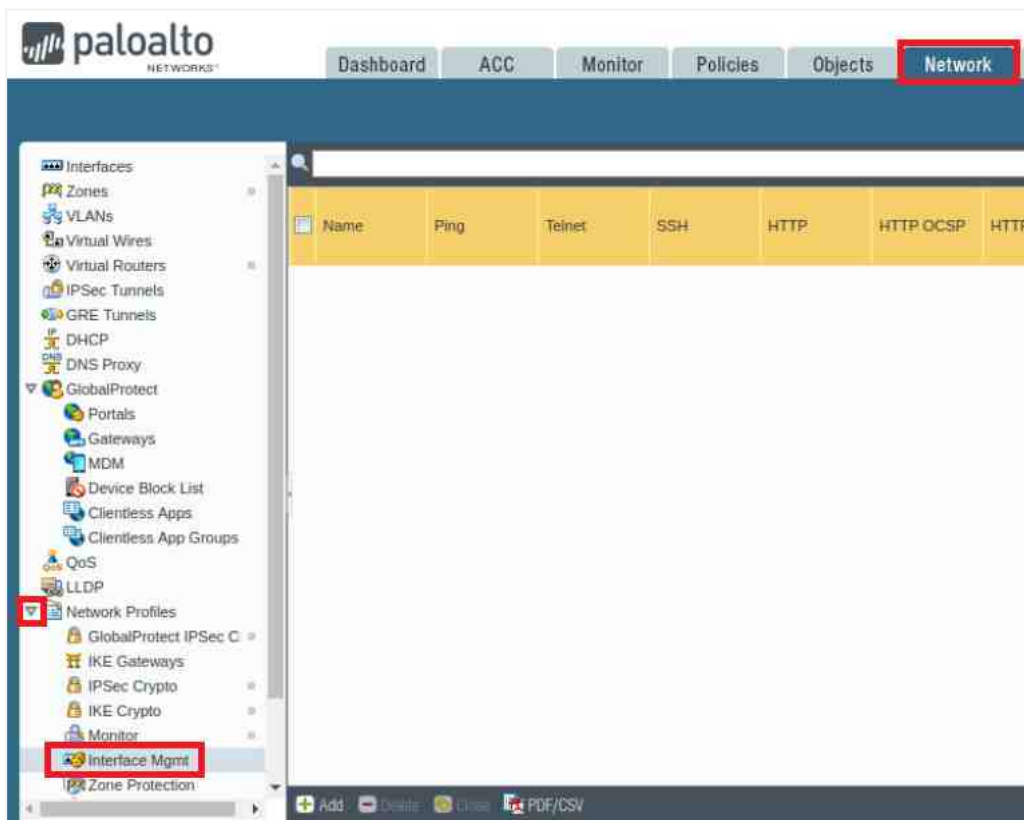 paloalto
NETWORKS
Dashboard ACC Monitor Policies Objects Network
Interfaces
Zones
VLANs
Virtual Wires
Virtual Routers
IPSec Tunnels
GRE Tunnels
DHCP
DNS Proxy
GlobalProtect
Portals
Gateways
MDM
Device Block List
Clientless Apps
Clientless App Groups
QoS
LLDP
Network Profiles
GlobalProtect IPSec C
IKE Gateways
IPSec Crypto
IKE Crypto
Monitor
Interface Mgmt
Zone Protection
Name Ping Telnet SSH HTTP HTTP OCSP HTTP
Add Delete Clone PDF/CSV